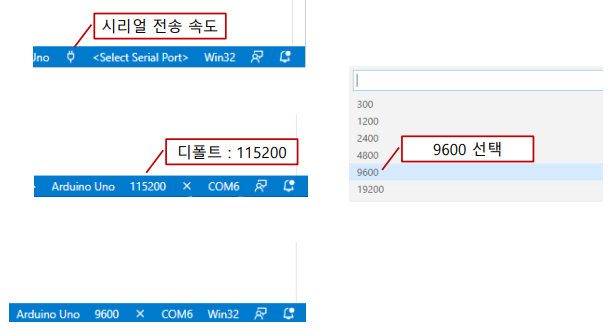 시리얼 전송 속도
Uno <Select Serial Port> Win32
디폴트 : 115200
Arduino Uno 115200 × COM6
Arduino Uno 9600 × COM6 Win32
300
1200
2400
4800
9600
9600 선택
19200